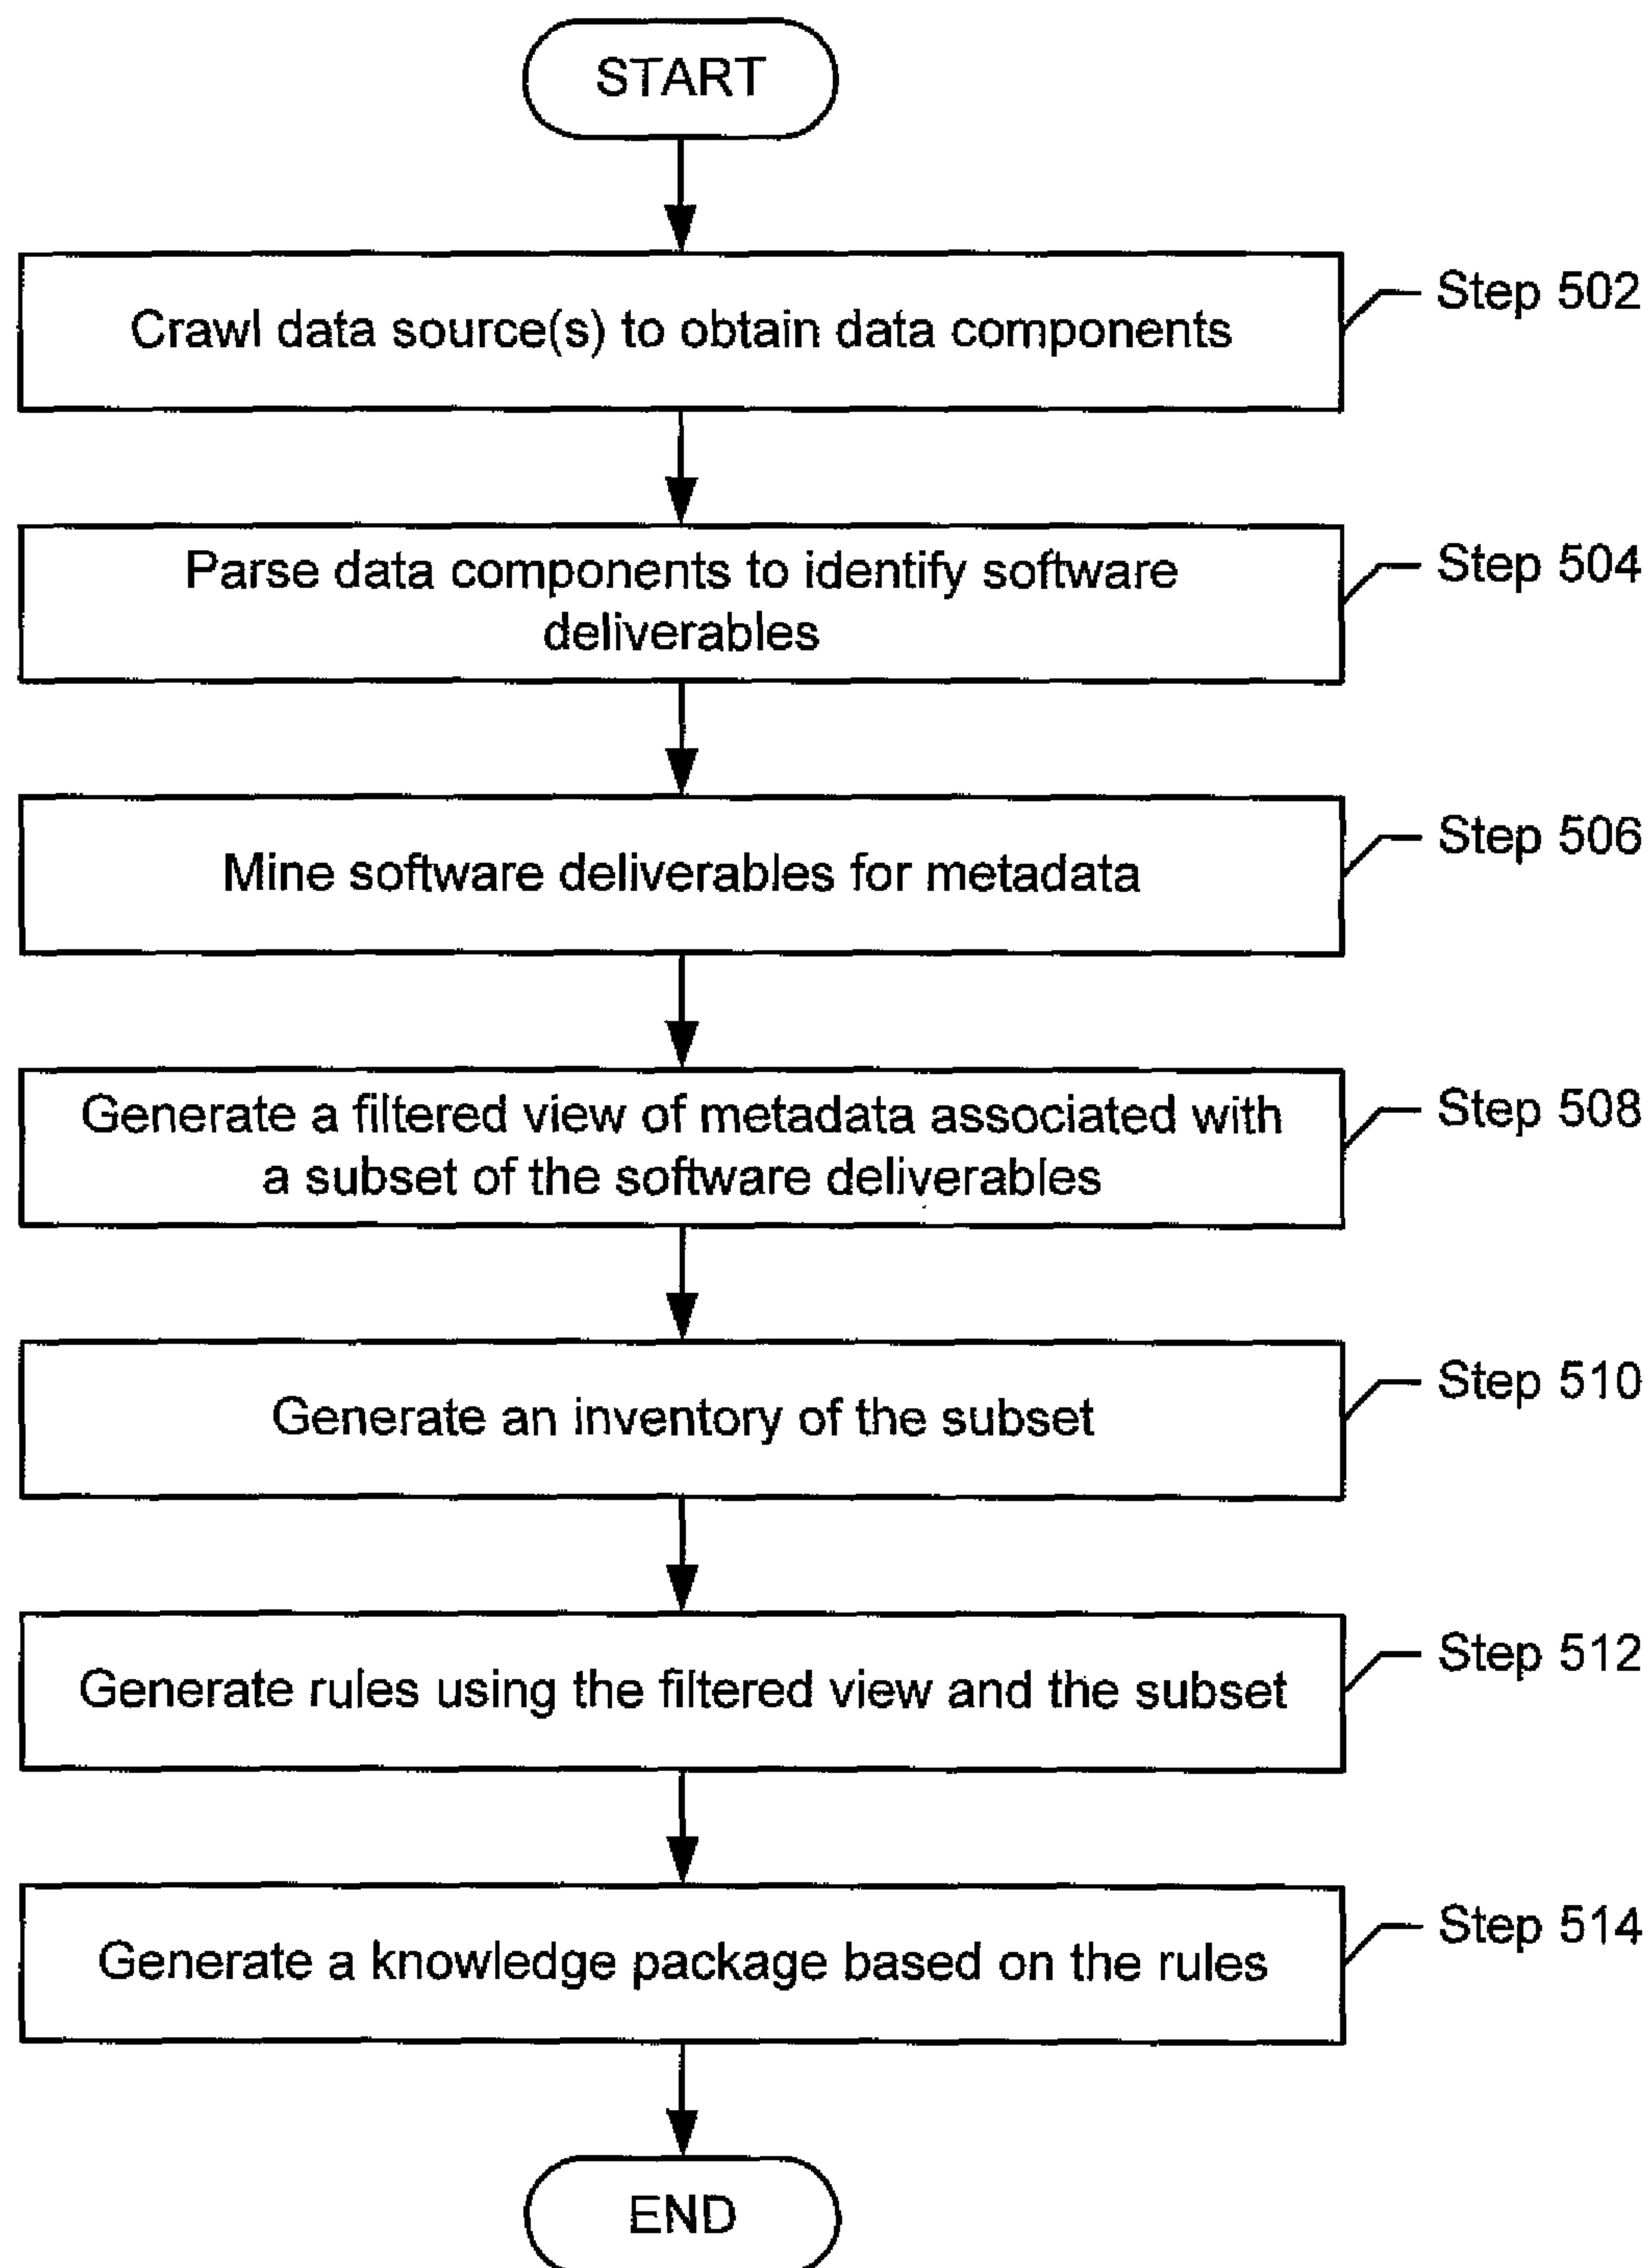 START
Crawl data source(s) to obtain data components
Step 502
Parse data components to identify software
deliverables
Step 504
Mine software deliverables for metadata
Step 506
Generate a filtered view of metadata associated with
a subset of the software deliverables
Step 508
Generate an inventory of the subset
Step 510
Generate rules using the filtered view and the subset
Step 512
Generate a knowledge package based on the rules
Step 514
END